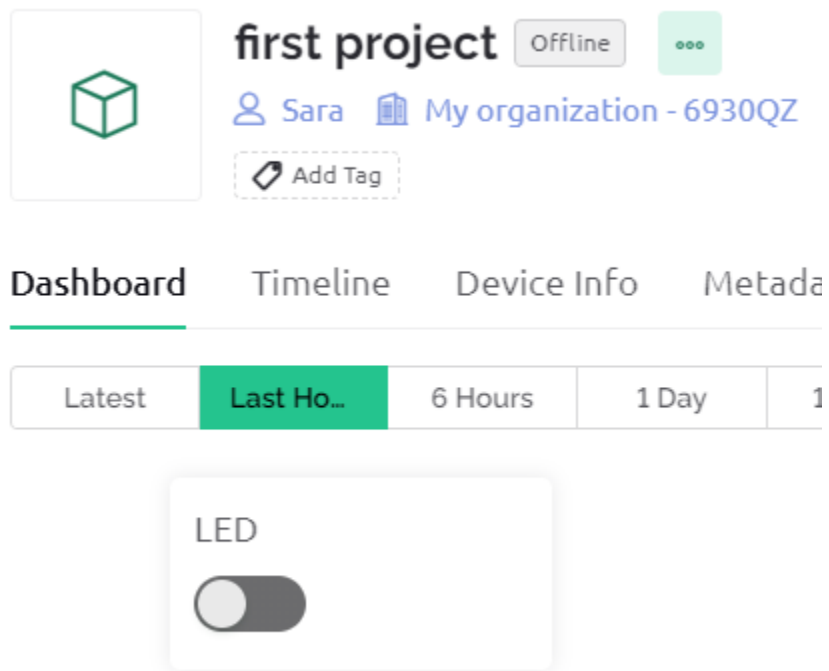 first project Offline
Sara My organization - 6930QZ
Add Tag
Dashboard Timeline Device Info Metada
Latest Last Ho... 6 Hours 1 Day 1
LED